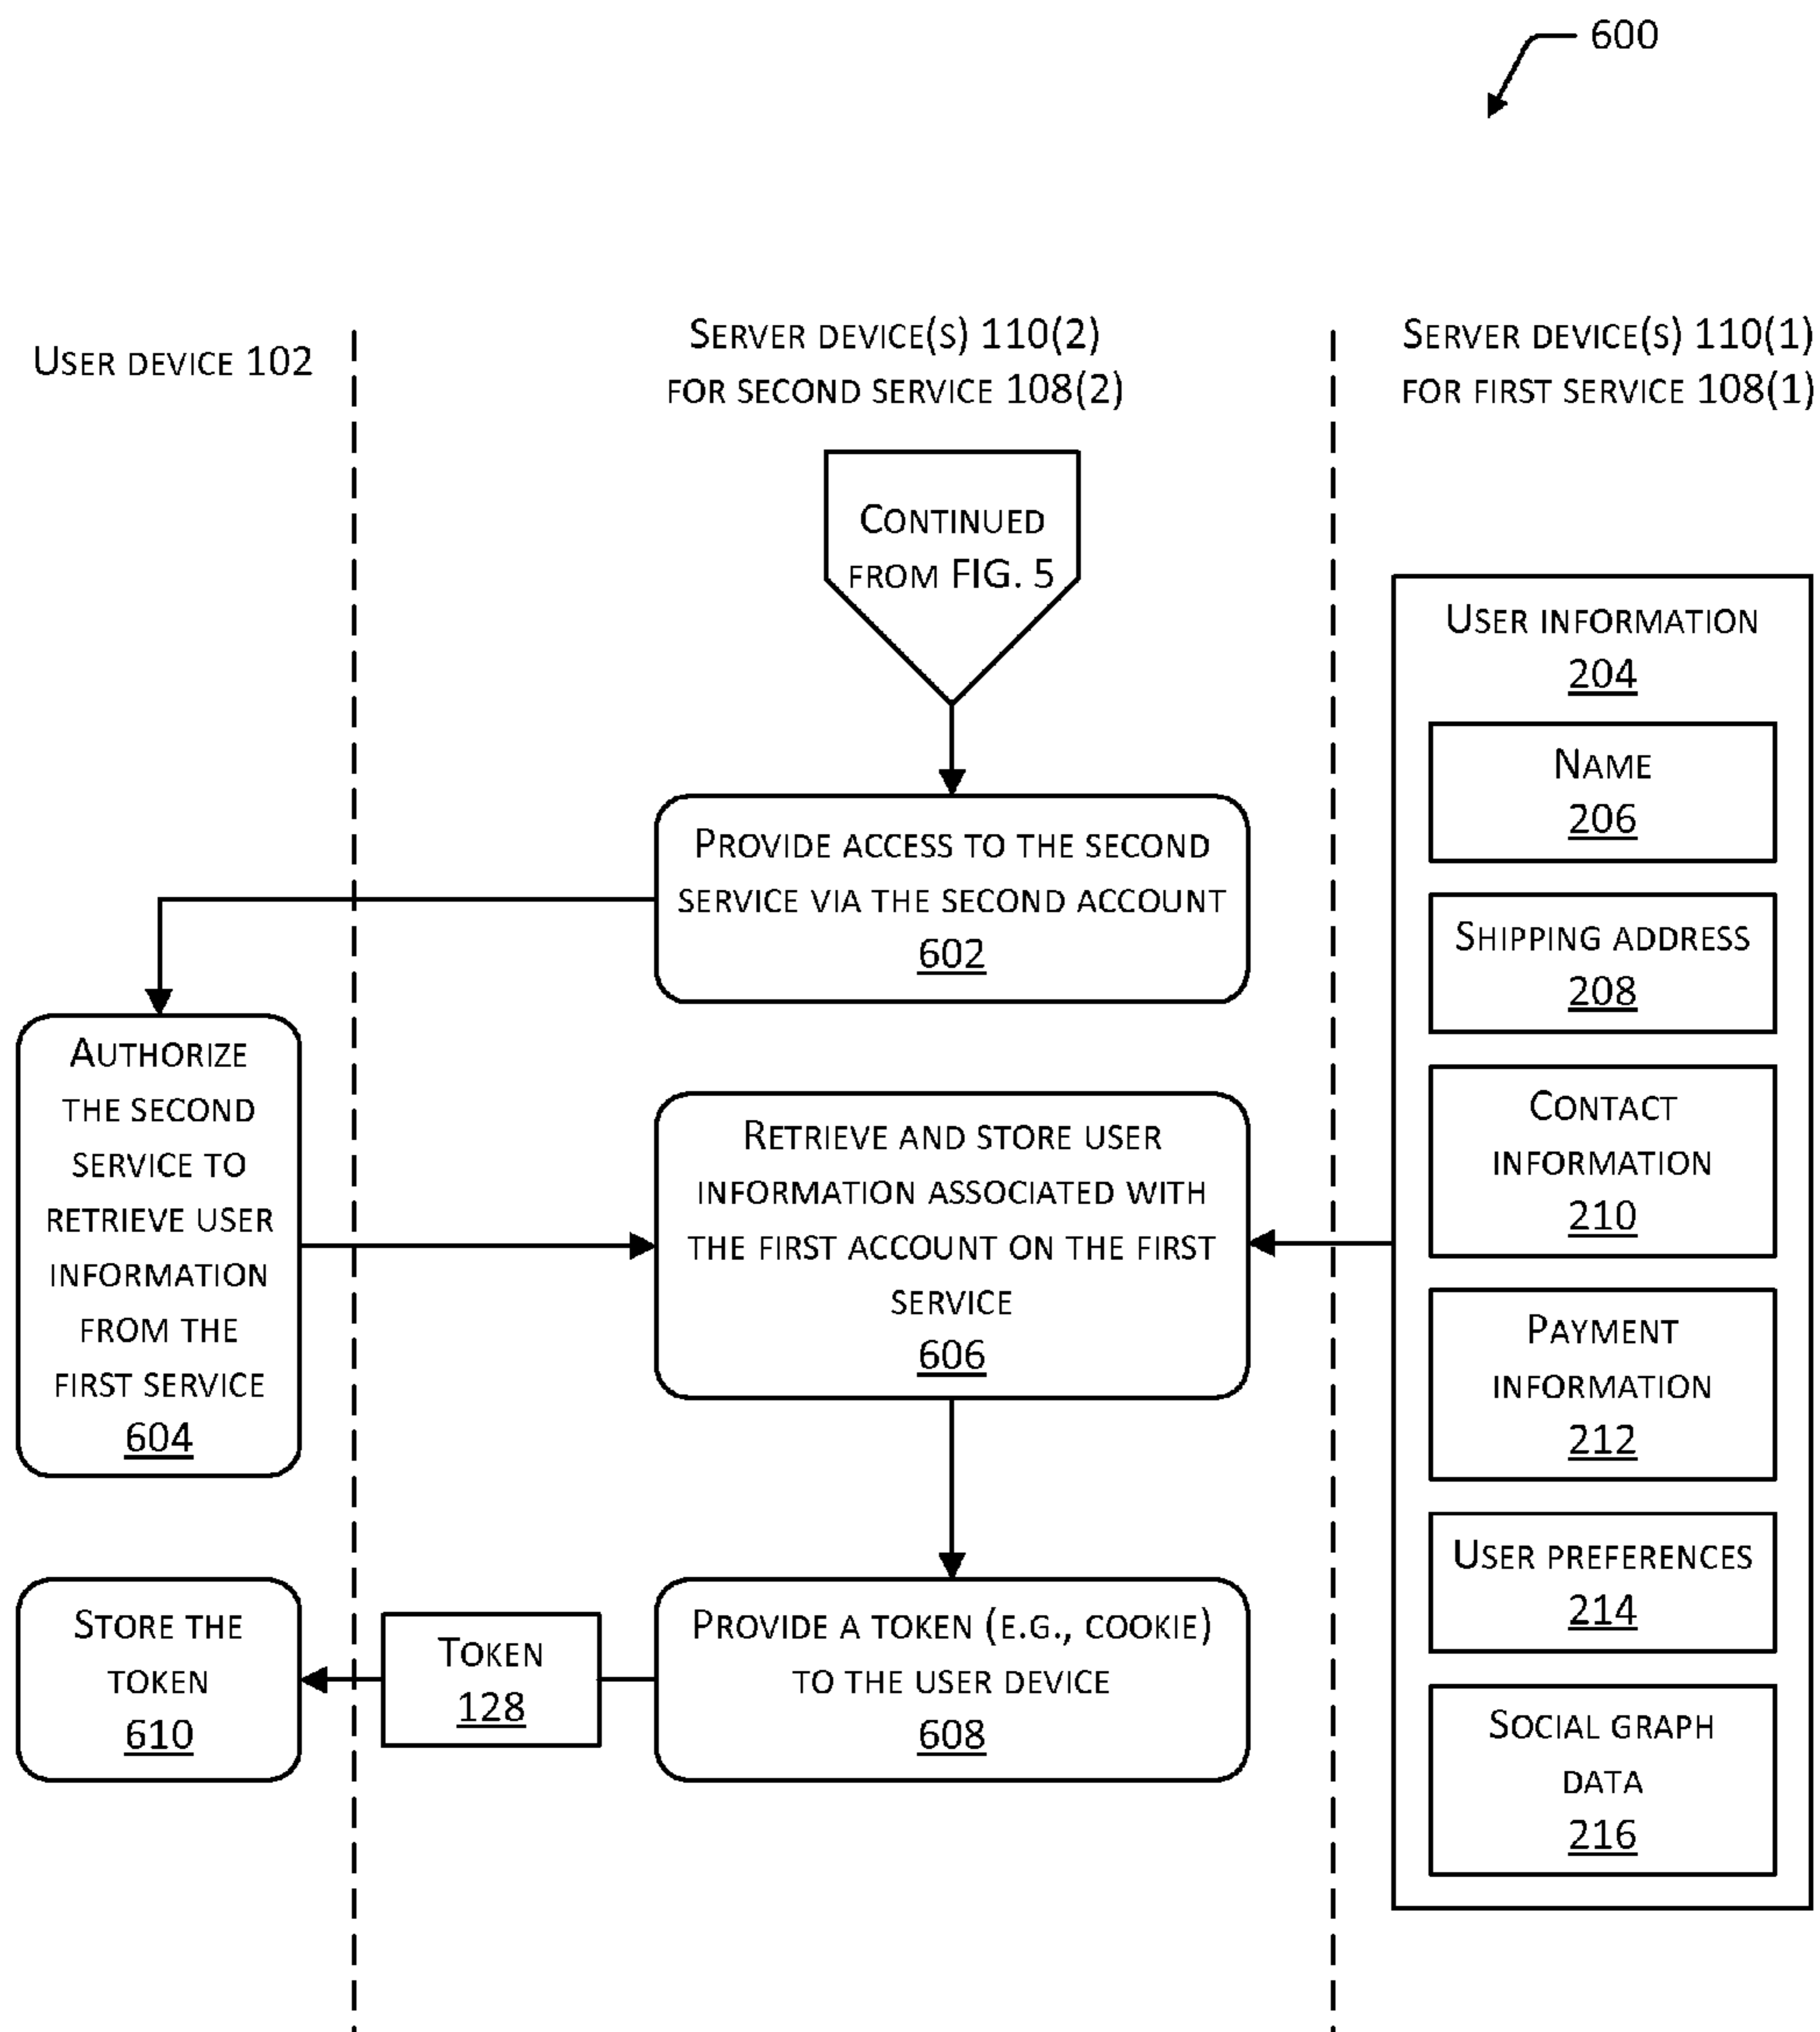 600
User device 102
Server device(s) 110(2)
for second service 108(2)
Server device(s) 110(1)
for first service 108(1)
Continued
from FIG. 5
Provide access to the second
service via the second account
602
Authorize
the second
service to
retrieve user
information
from the
first service
604
Retrieve and store user
information associated with
the first account on the first
service
606
Provide a token (e.g., cookie)
to the user device
608
Token
128
Store the
token
610
User information
204
Name
206
Shipping address
208
Contact
information
210
Payment
information
212
User preferences
214
Social graph
data
216